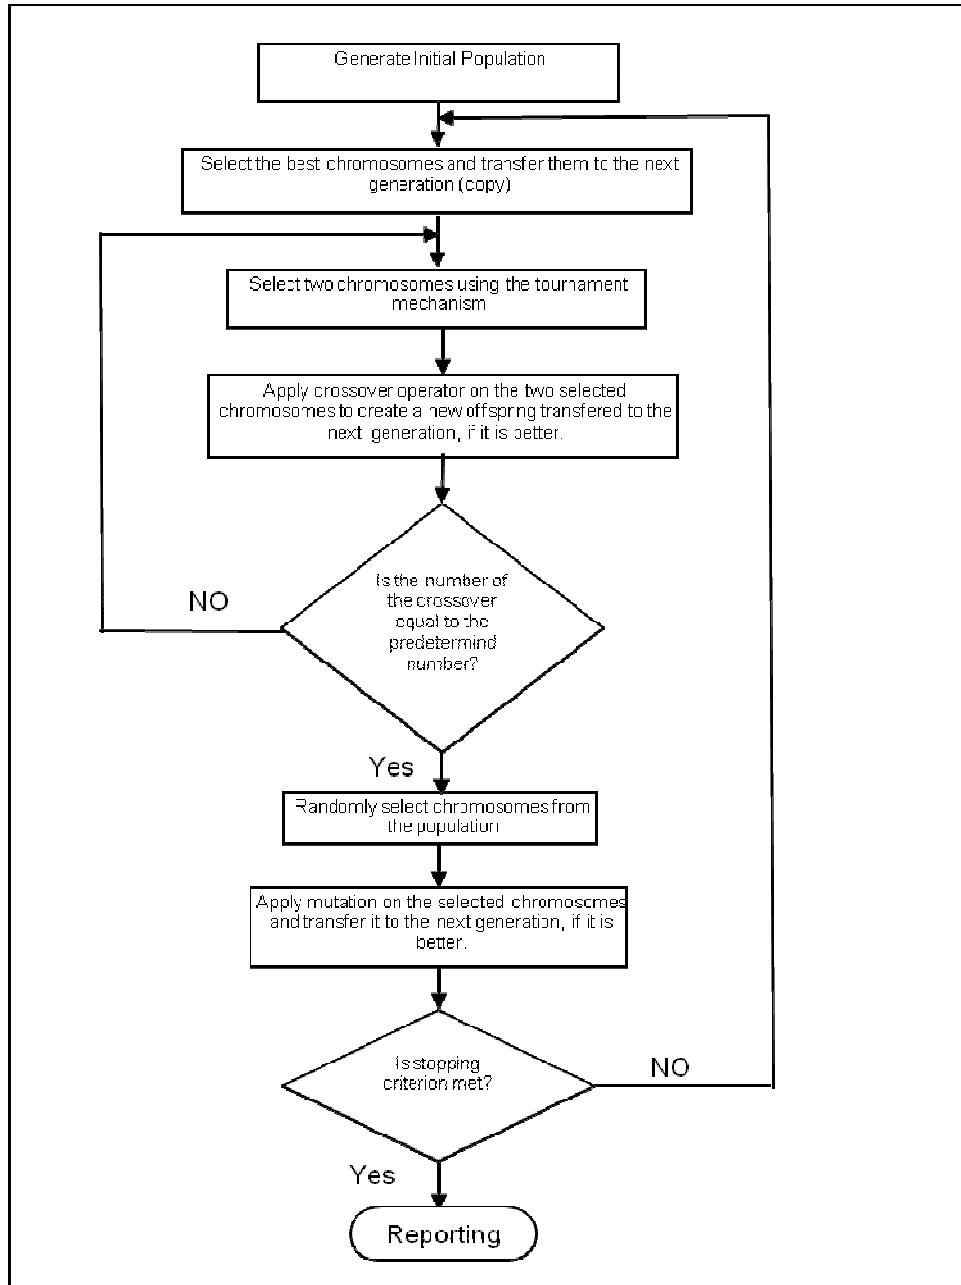 Generate Initial Population
Select the best chromosomes and transfer them to the next
generation (copy)
Select two chromosomes using the tournament
mechanism
Apply crossover operator on the two selected
chromosomes to create a new offspring transfered to the
next generation, if it is better.
Is the number of
the crossover
equal to the
predetermind
number?
NO
Yes
Randomly select chromosomes from
the population
Apply mutation on the selected chromosomes
and transfer it to the next generation, if it is
better.
Is stopping
criterion met?
NO
Yes
Reporting